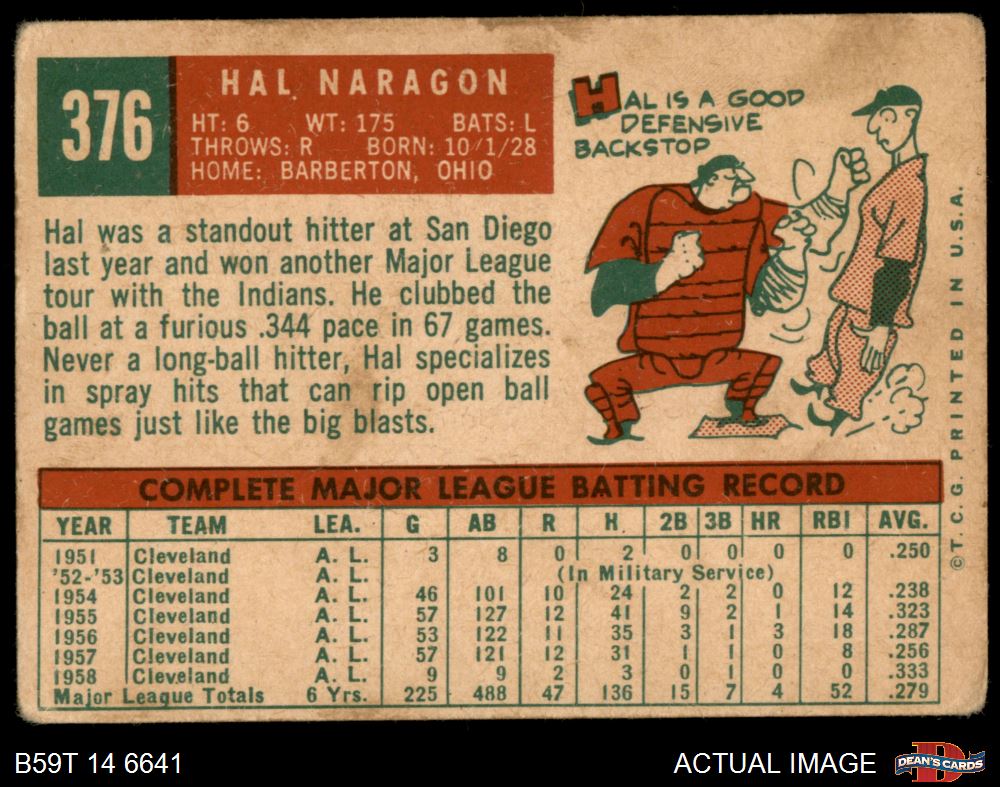 376
HAL NARAGON
HT: 6 WT: 175 BATS: L
THROWS: R BORN: 10/1/28
HOME: BARBERTON, OHIO
HAL IS A GOOD
DEFENSIVE
BACKSTOP
Hal was a standout hitter at San Diego
last year and won another Major League
tour with the Indians. He clubbed the
ball at a furious .344 pace in 67 games.
Never a long-ball hitter, Hal specializes
in spray hits that can rip open ball
games just like the big blasts.
©T. C. G. PRINTED IN U.S.A.
COMPLETE MAJOR LEAGUE BATTING RECORD
YEAR TEAM LEA. G AB R H 2B 3B HR RBI AVG.
1951 Cleveland A. L. 3 8 0 2 0 0 0 0 .250
'52-'53 Cleveland A. L. (In Military Service)
1954 Cleveland A. L. 46 101 10 24 2 2 0 12 .238
1955 Cleveland A. L. 57 127 12 41 9 2 1 14 .323
1956 Cleveland A. L. 53 122 11 35 3 1 3 18 .287
1957 Cleveland A. L. 57 121 12 31 1 1 0 8 .256
1958 Cleveland A. L. 9 9 2 3 0 1 0 0 .333
Major League Totals 6 Yrs. 225 488 47 136 15 7 4 52 .279
B59T 14 6641
ACTUAL IMAGE
DEAN'S CARDS